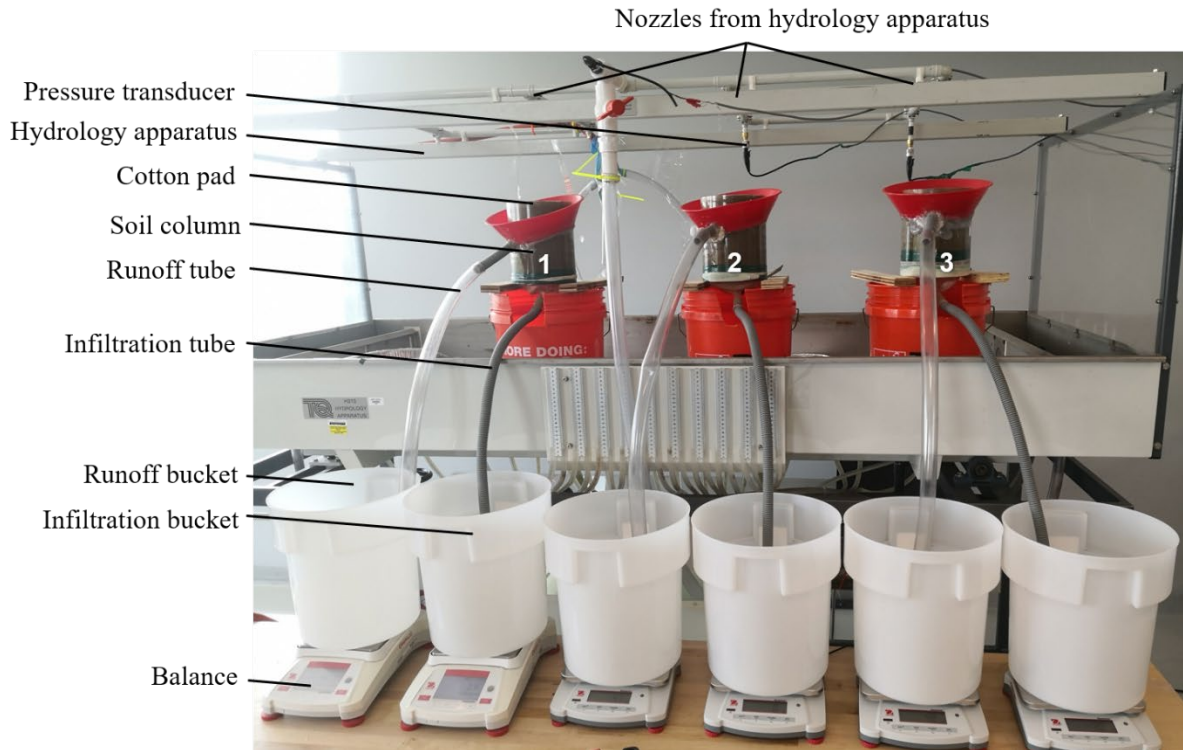 Nozzles from hydrology apparatus
Pressure transducer
Hydrology apparatus
Cotton pad
Soil column
Runoff tube
Infiltration tube
Runoff bucket
Infiltration bucket
Balance
1
2
3
ORE DOING:
HYDROLOGY
APPARATUS